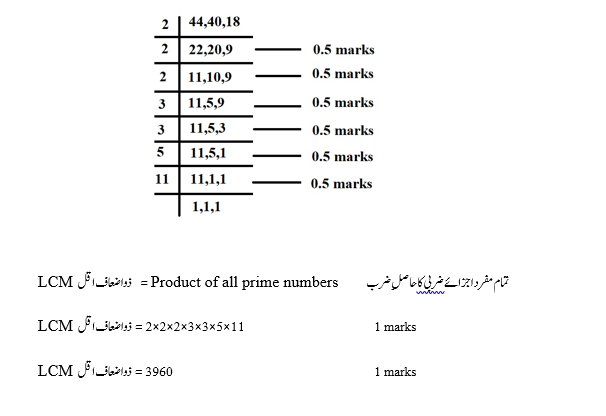 2 44,40,18
2 22,20,9 0.5 marks
2 11,10,9 0.5 marks
3 11,5,9 0.5 marks
3 11,5,3 0.5 marks
5 11,5,1 0.5 marks
11 11,1,1 0.5 marks
1,1,1
LCM ذواضعاف اقل = Product of all prime numbers تمام مفرد اجزائے ضربی کا حاصل ضرب
LCM ذواضعاف اقل = 2×2×2×3×3×5×11 1 marks
LCM ذواضعاف اقل = 3960 1 marks